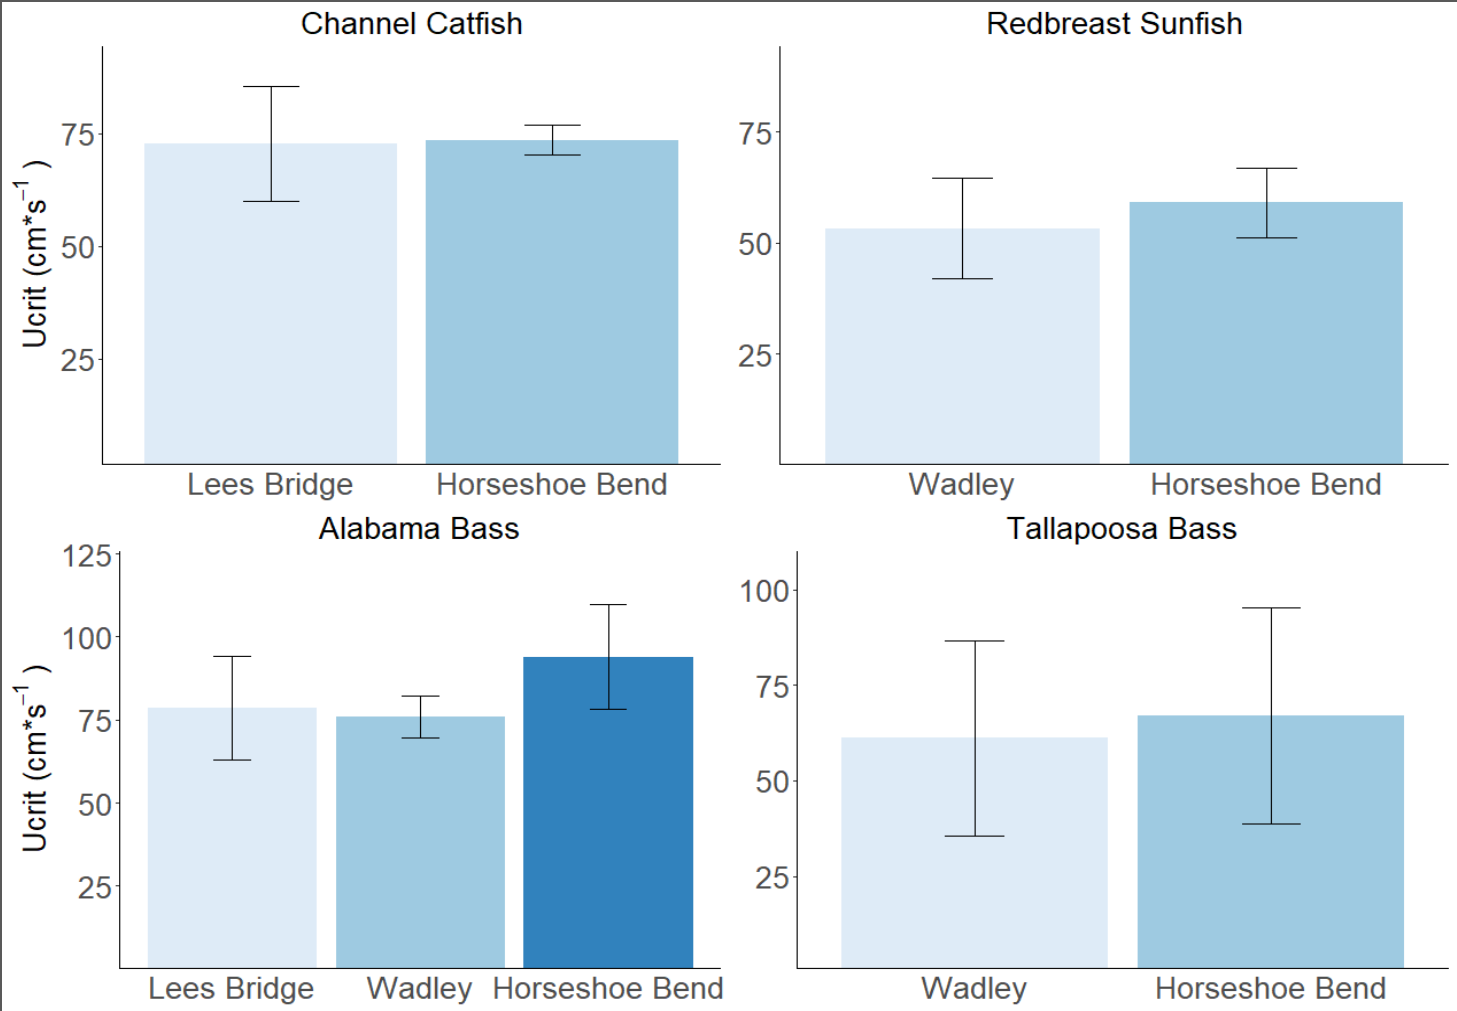 Channel Catfish
Ucrit (cm*s⁻¹ )
75
50
25
Lees Bridge Horseshoe Bend
Redbreast Sunfish
75
50
25
Wadley Horseshoe Bend
Alabama Bass
Ucrit (cm*s⁻¹ )
125
100
75
50
25
Lees Bridge Wadley Horseshoe Bend
Tallapoosa Bass
100
75
50
25
Wadley Horseshoe Bend